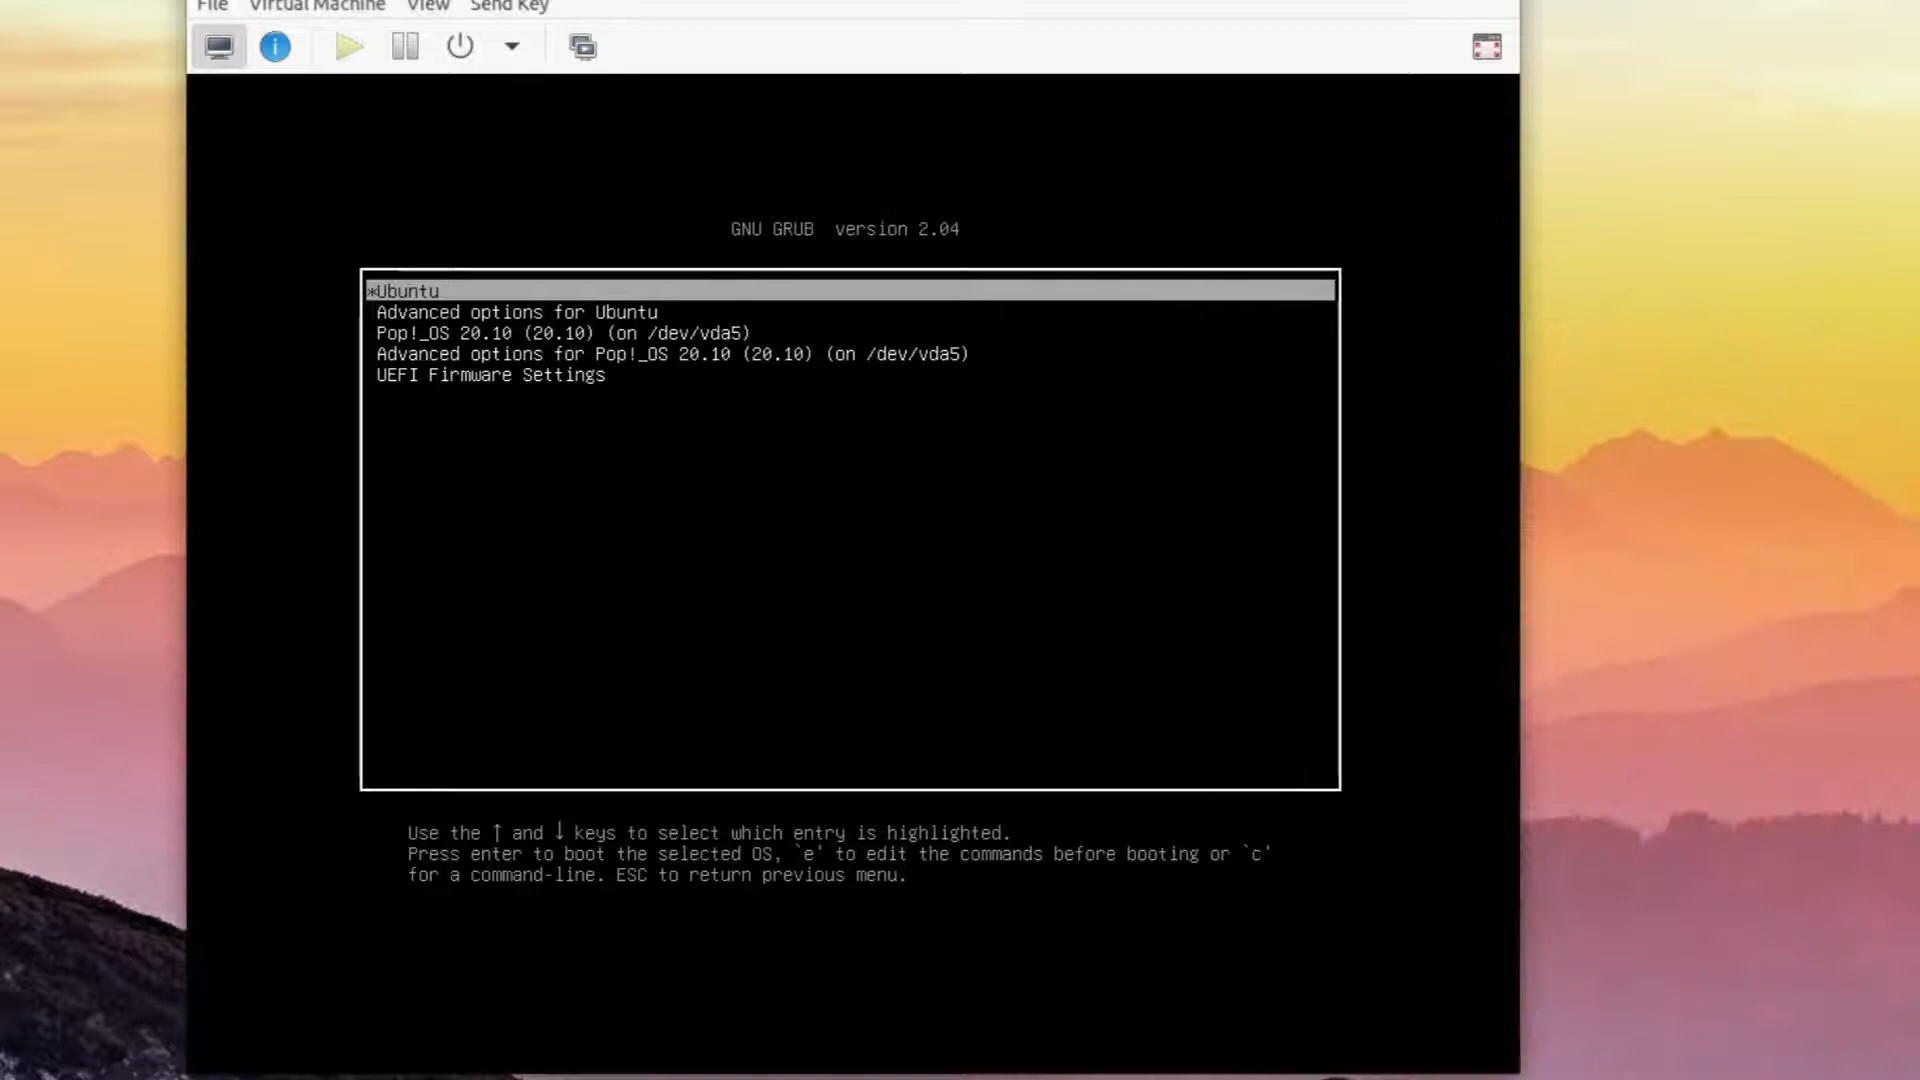 File Virtual Machine View Send Key
GNU GRUB version 2.04
*Ubuntu
Advanced options for Ubuntu
Pop!_OS 20.10 (20.10) (on /dev/vda5)
Advanced options for Pop!_OS 20.10 (20.10) (on /dev/vda5)
UEFI Firmware Settings
Use the ↑ and ↓ keys to select which entry is highlighted.
Press enter to boot the selected OS, `e' to edit the commands before booting or `c'
for a command-line. ESC to return previous menu.